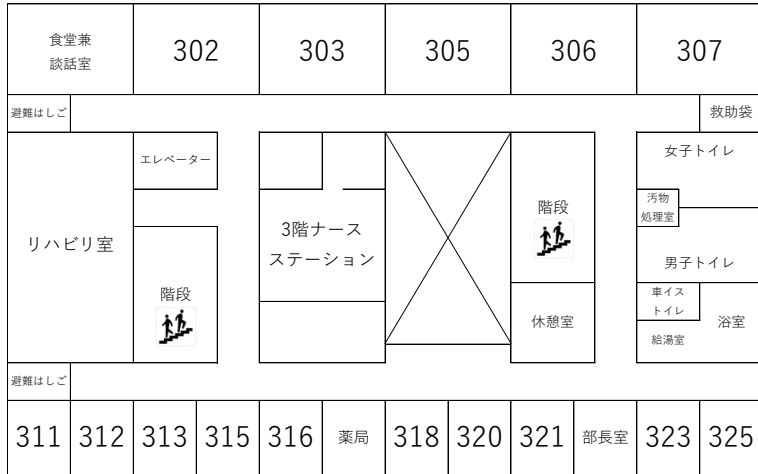 食堂兼
談話室
302
303
305
306
307
避難はしご
救助袋
エレベーター
女子トイレ
汚物
処理室
階段
3階ナース
ステーション
リハビリ室
男子トイレ
階段
車イス
トイレ
休憩室
浴室
給湯室
避難はしご
311
312
313
315
316
薬局
318
320
321
部長室
323
325